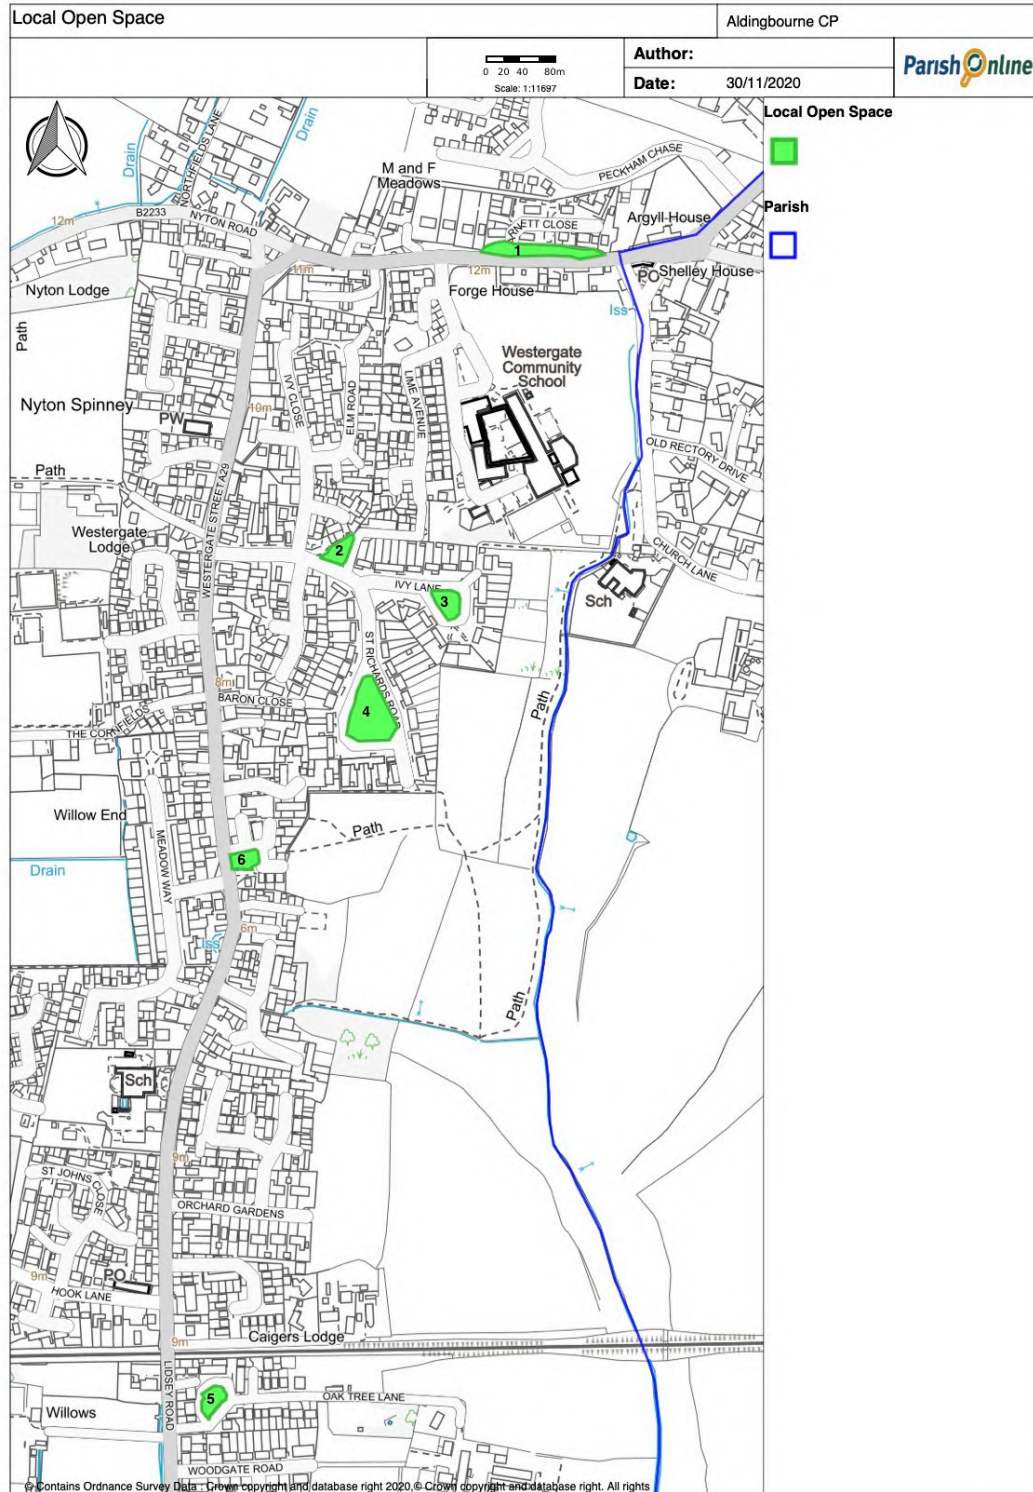 Local Open Space
Aldingbourne CP
0 20 40 80m
Scale: 1:11697
Author:
Date: 30/11/2020
Parish Online
Local Open Space
Parish
Drain
Drain
NORTHFIELDS LANE
M and F
Meadows
PECKHAM CHASE
12m
B2233
NYTON ROAD
RNETT CLOSE
Argyll House
1
11m
12m
PO
Shelley House
Nyton Lodge
Forge House
Iss
Path
Westergate
Community
School
IVY CLOSE
ELM ROAD
LIME AVENUE
Nyton Spinney
10m
PW
OLD RECTORY DRIVE
Path
WESTERGATE STREET A29
Westergate
Lodge
2
CHURCH LANE
IVY LANE
3
Sch
ST RICHARDS ROAD
8m
BARON CLOSE
4
Path
THE CORNFIELDS
Willow End
Path
MEADOW WAY
6
Drain
6m
Iss
Path
Sch
9m
ST JOHNS CLOSE
ORCHARD GARDENS
9m
PO
HOOK LANE
9m
Caigers Lodge
LIDSEY ROAD
5
OAK TREE LANE
Willows
WOODGATE ROAD
© Contains Ordnance Survey Data : Crown copyright and database right 2020,© Crown copyright and database right. All rights